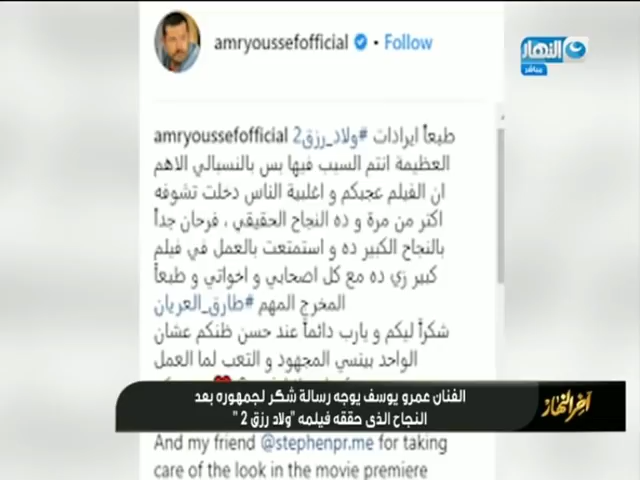 amryoussefofficial • Follow
النهار
مباشر
amryoussefofficial طبعاً ايرادات #ولاد_رزق2
العظيمة انتم السبب فيها بس بالنسبالي الاهم
ان الفيلم عجبكم و اغلبية الناس دخلت تشوفه
اكتر من مرة و ده النجاح الحقيقي ، فرحان جداً
بالنجاح الكبير ده و استمتعت بالعمل في فيلم
كبير زي ده مع كل اصحابي و اخواتي و طبعاً
المخرج المهم #طارق_العريان
شكراً ليكم و يارب دائماً عند حسن ظنكم عشان
الواحد بينسي المجهود و التعب لما العمل
الفنان عمرو يوسف يوجه رسالة شكر لجمهوره بعد
النجاح الذى حققه فيلمه "ولاد رزق 2 "
آخر النهار
And my friend @stephenpr.me for taking
care of the look in the movie premiere